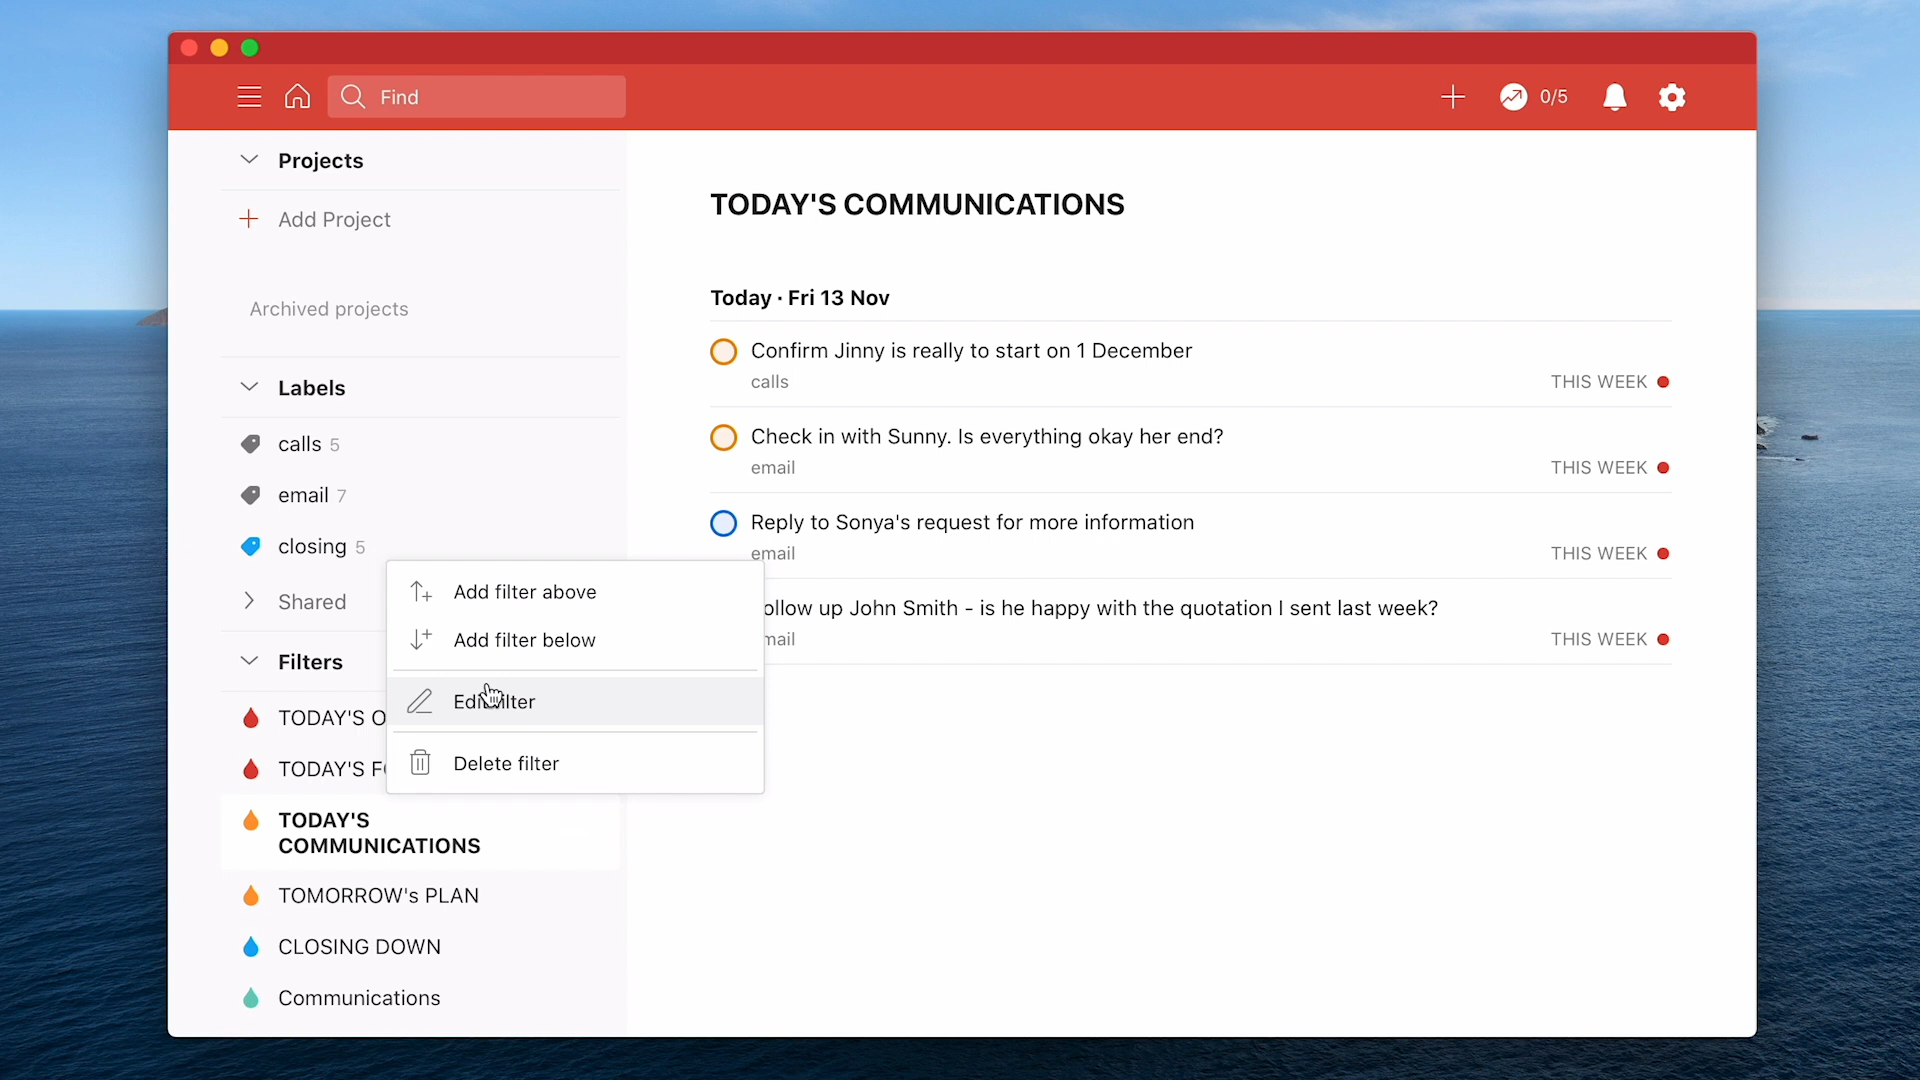 Find
0/5
Projects
Add Project
Archived projects
Labels
calls 5
email 7
closing 5
Shared
Filters
TODAY'S O
TODAY'S
TODAY'S
COMMUNICATIONS
TOMORROW's PLAN
CLOSING DOWN
Communications
Add filter above
Add filter below
Edit filter
Delete filter
TODAY'S COMMUNICATIONS
Today · Fri 13 Nov
Confirm Jinny is really to start on 1 December
calls
THIS WEEK
Check in with Sunny. Is everything okay her end?
email
THIS WEEK
Reply to Sonya's request for more information
email
THIS WEEK
ollow up John Smith - is he happy with the quotation I sent last week?
mail
THIS WEEK